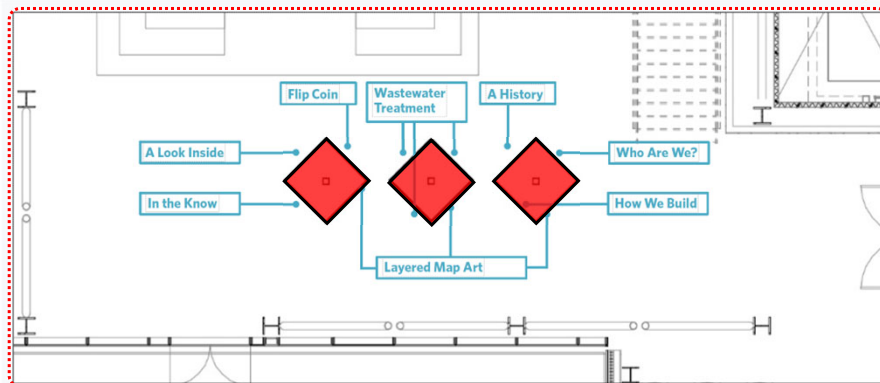 Flip Coin
Wastewater
Treatment
A History
A Look Inside
Who Are We?
In the Know
How We Build
Layered Map Art